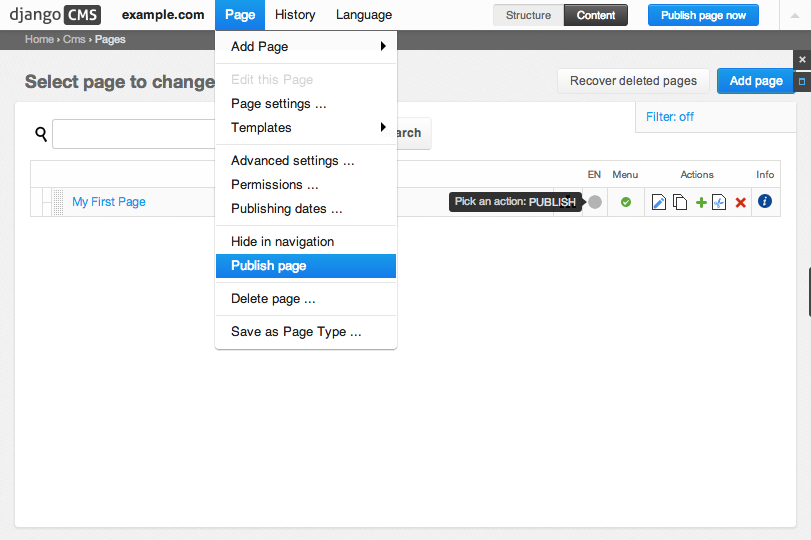 django CMS example.com Page History Language Structure Content Publish page now
Home › Cms › Pages
Add Page
Edit this Page
Page settings ...
Templates
Advanced settings ...
Permissions ...
Publishing dates ...
Hide in navigation
Publish page
Delete page ...
Save as Page Type ...
Select page to change
Recover deleted pages Add page
Filter: off
arch
EN Menu Actions Info
My First Page
Pick an action: PUBLISH